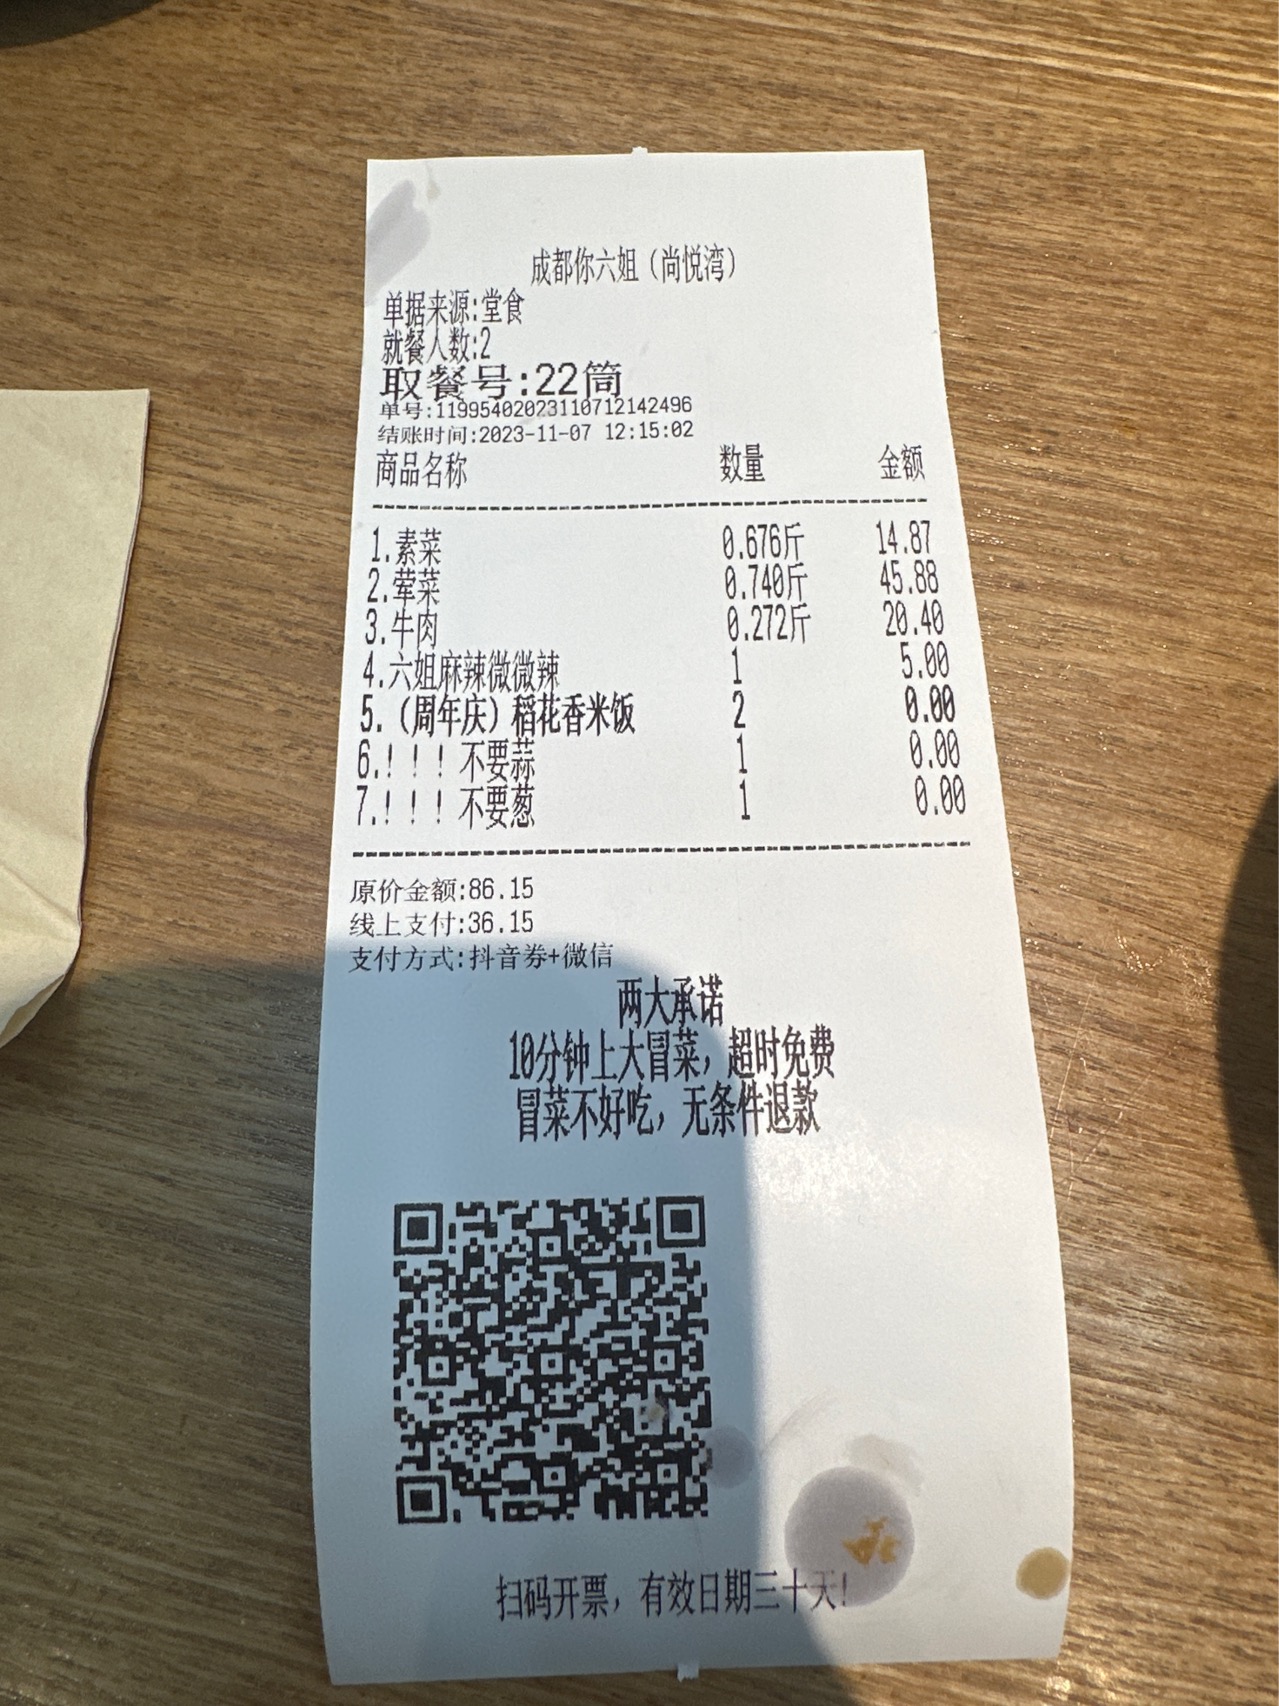 成都你六姐（尚悦湾）
单据来源:堂食
就餐人数:2
取餐号:22筒
单号:11995402023110712142496
结账时间:2023-11-07 12:15:02
商品名称 数量 金额
1.素菜 0.676斤 14.87
2.荤菜 0.740斤 45.88
3.牛肉 0.272斤 20.40
4.六姐麻辣微微辣 1 5.00
5.（周年庆）稻花香米饭 2 0.00
6.！！！不要蒜 1 0.00
7.！！！不要葱 1 0.00
原价金额:86.15
线上支付:36.15
支付方式:抖音券+微信
两大承诺
10分钟上大冒菜，超时免费
冒菜不好吃，无条件退款
扫码开票，有效日期三十天!